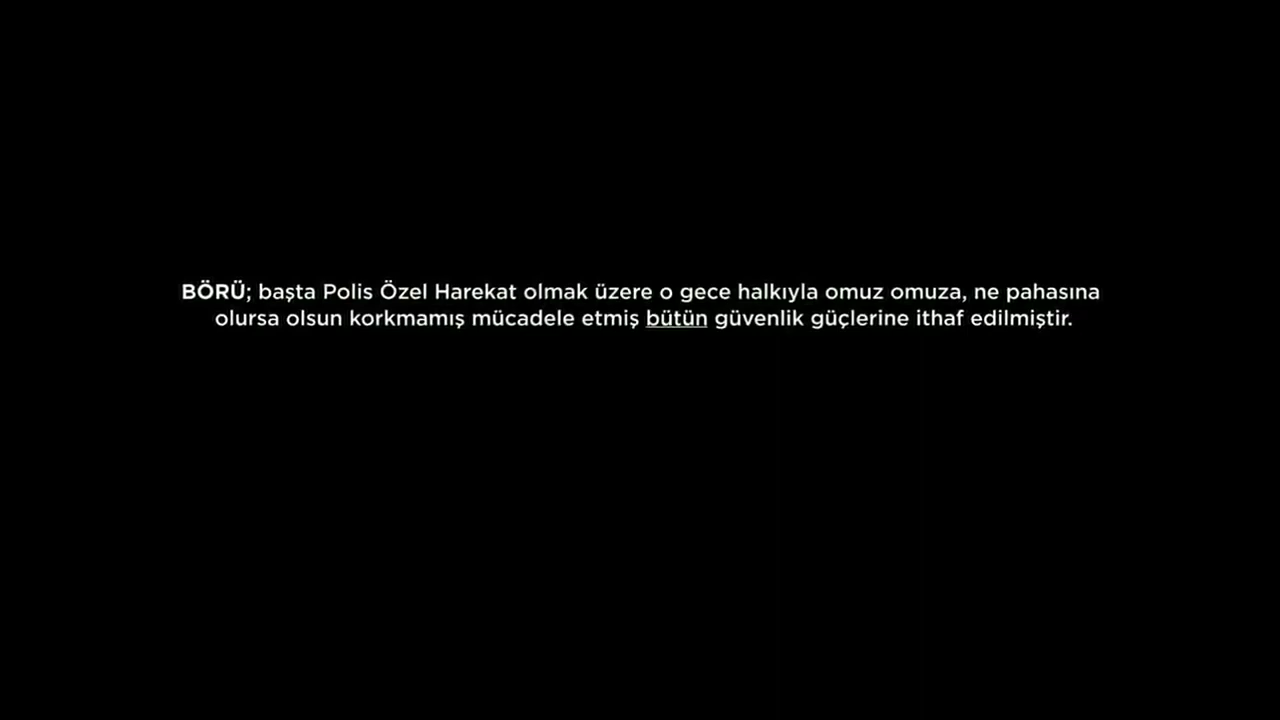 BÖRÜ; başta Polis Özel Harekat olmak üzere o gece halkıyla omuz omuza, ne pahasına
olursa olsun korkmamış mücadele etmiş bütün güvenlik güçlerine ithaf edilmiştir.